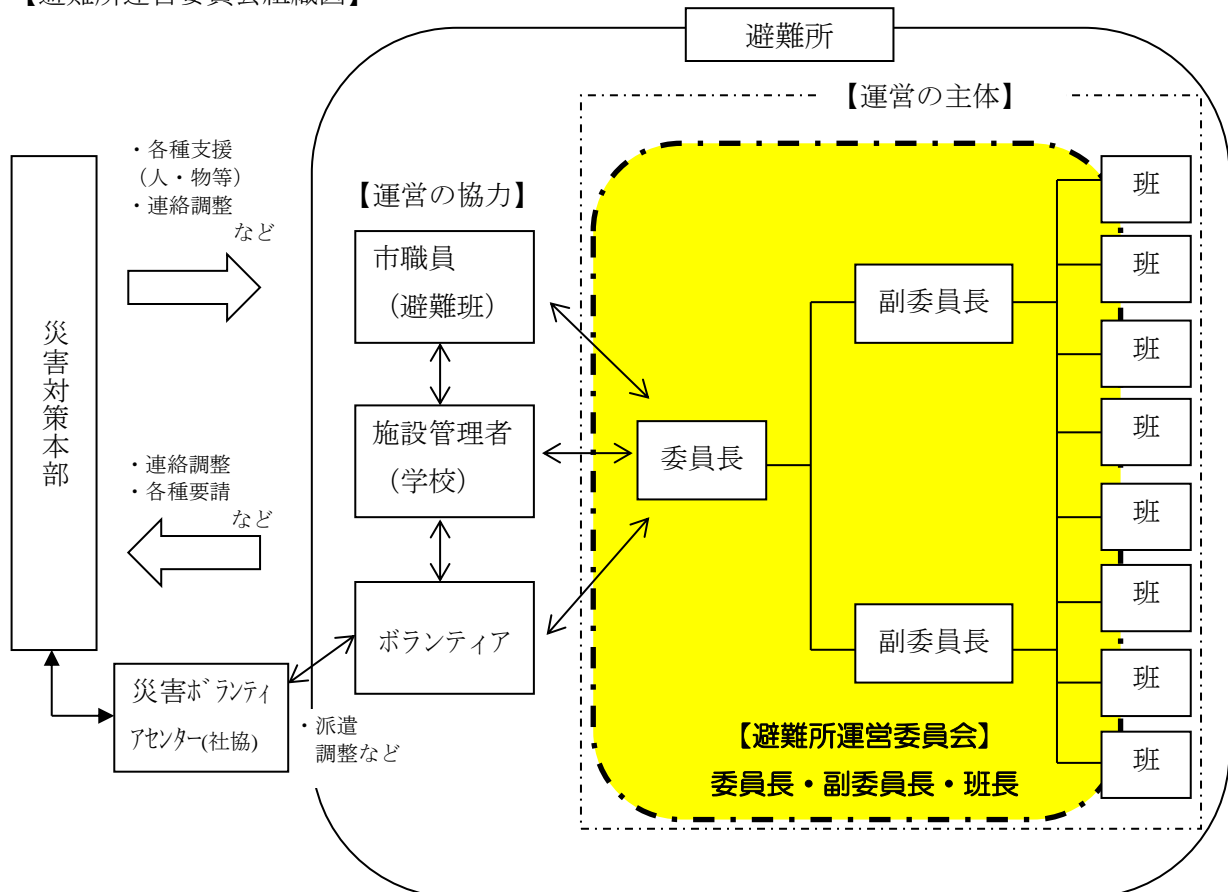 【避難所運営委員会組織図】
避難所
【運営の主体】
・各種支援
（人・物等）
・連絡調整
など
【運営の協力】
市職員
（避難班）
施設管理者
（学校）
ボランティア
災害対策本部
・連絡調整
・各種要請
など
災害ボランティ
アセンター(社協)
・派遣
調整など
委員長
副委員長
副委員長
班
班
班
班
班
班
班
班
【避難所運営委員会】
委員長・副委員長・班長